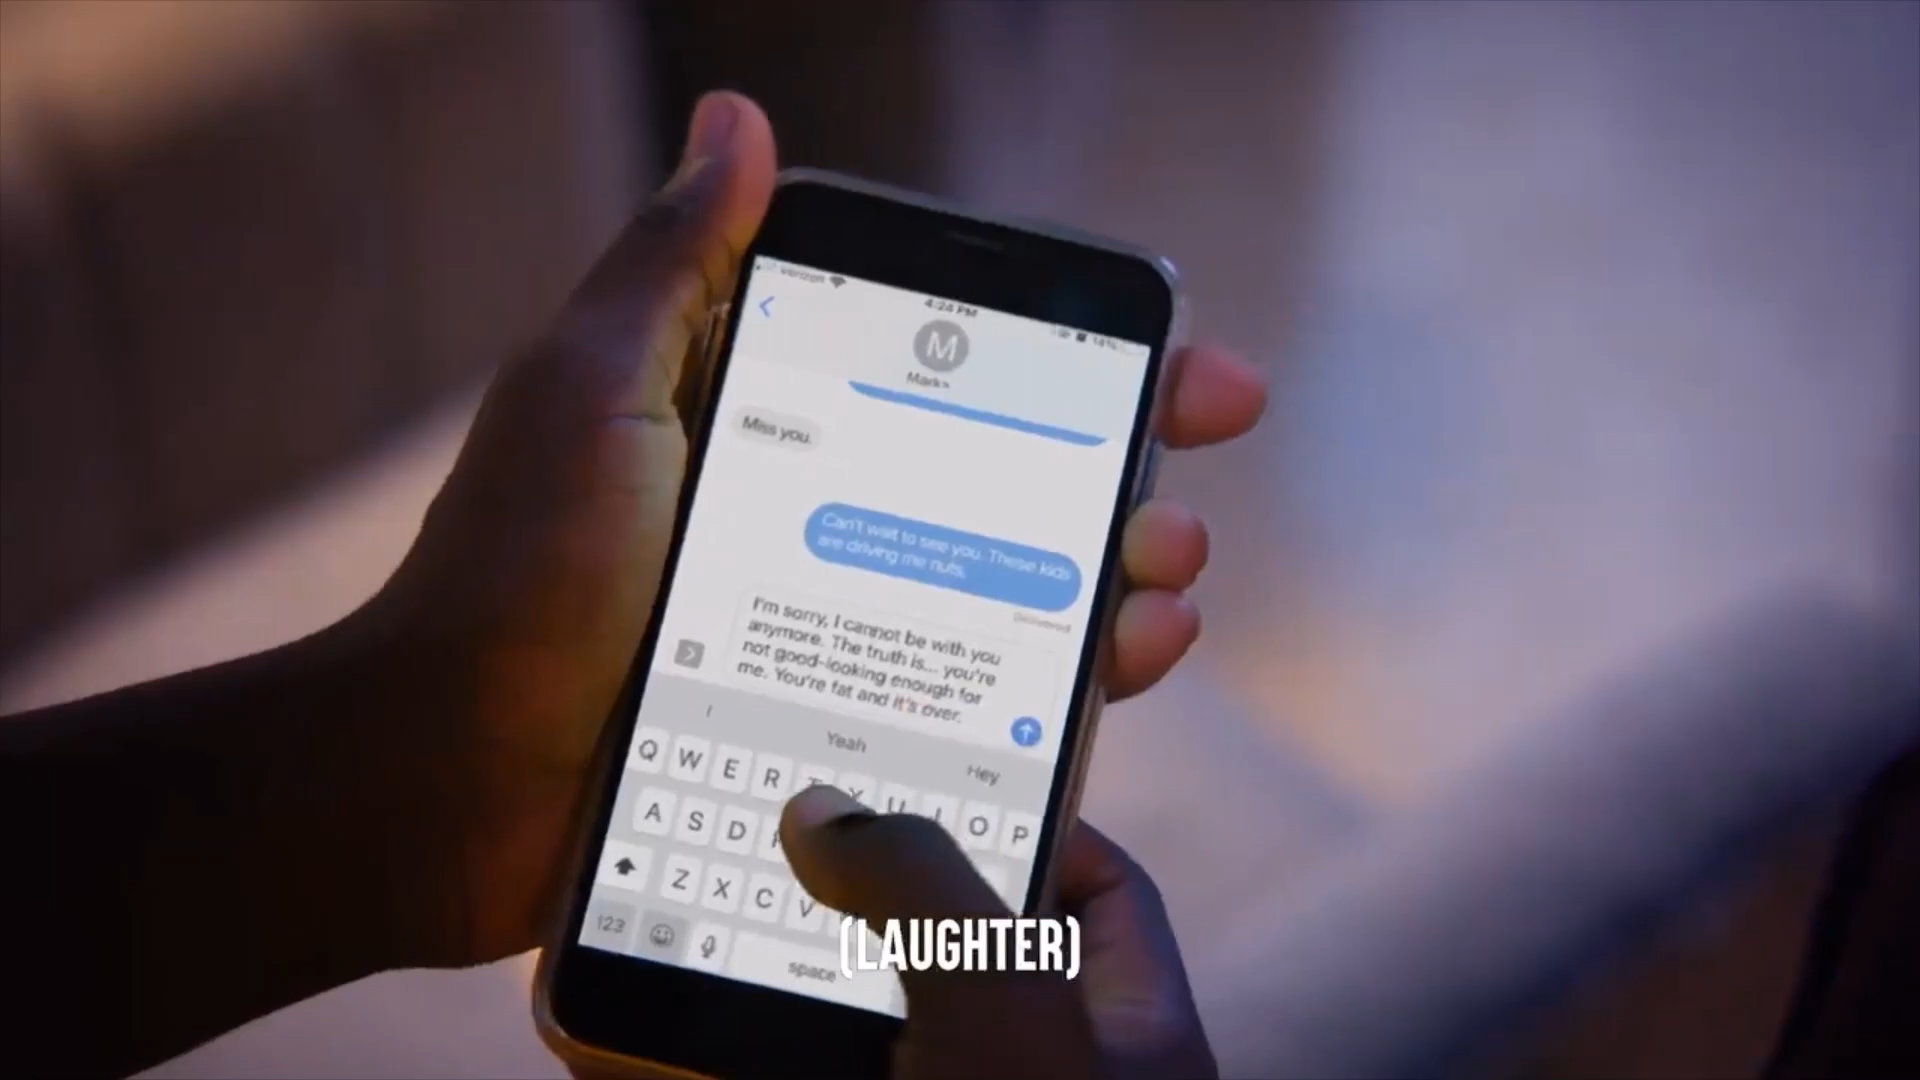 verizon
4:24 PM
M
Mark>
Miss you.
Can't wait to see you. These kids
are driving me nuts.
Delivered
I'm sorry, I cannot be with you
anymore. The truth is... you're
not good-looking enough for
me. You're fat and it's over.
I
Yeah
Hey
Q W E R T Y U I O P
A S D
Z X C V
123
space
(LAUGHTER)